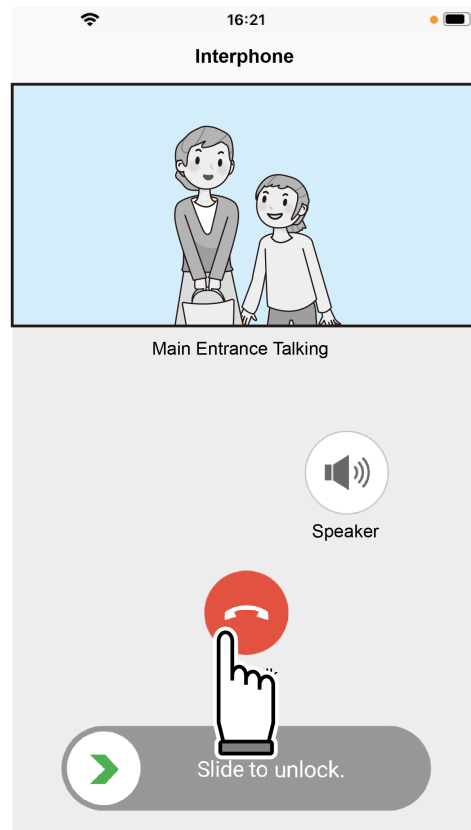 16:21
Interphone
Main Entrance Talking
Speaker
Slide to unlock.